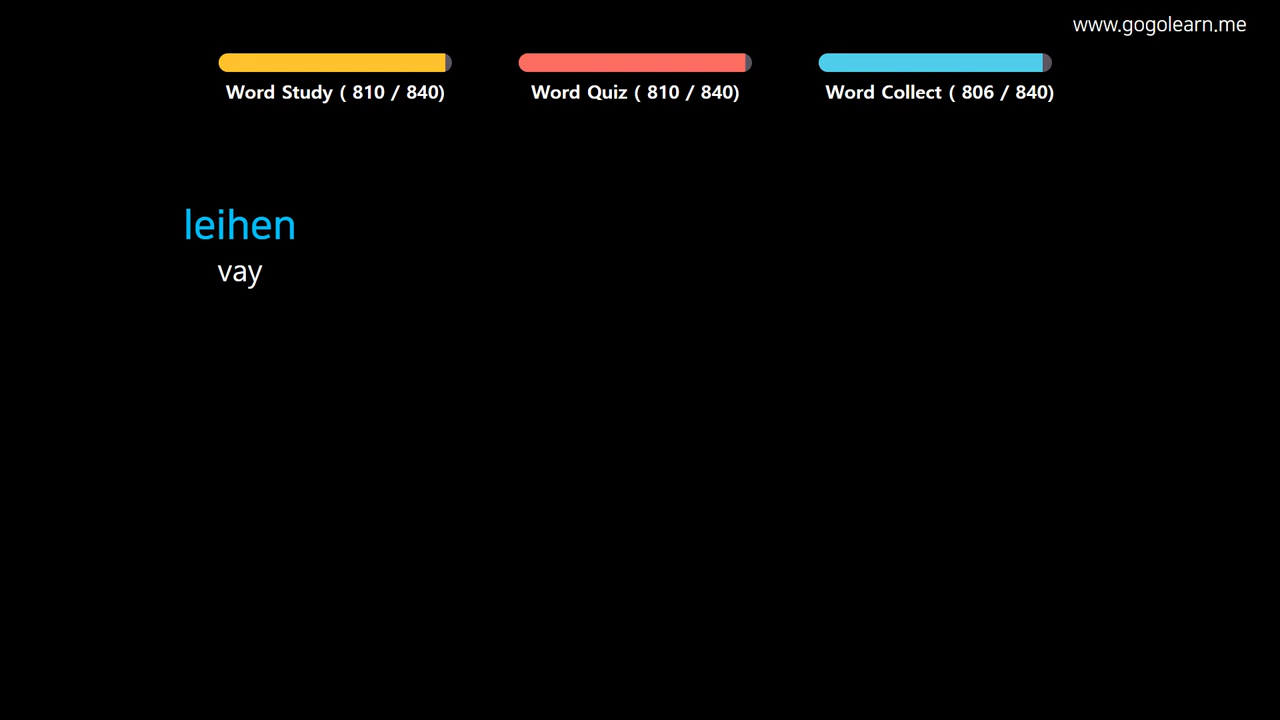 www.gogolearn.me
Word Study ( 810 / 840)
Word Quiz ( 810 / 840)
Word Collect ( 806 / 840)
leihen
vay